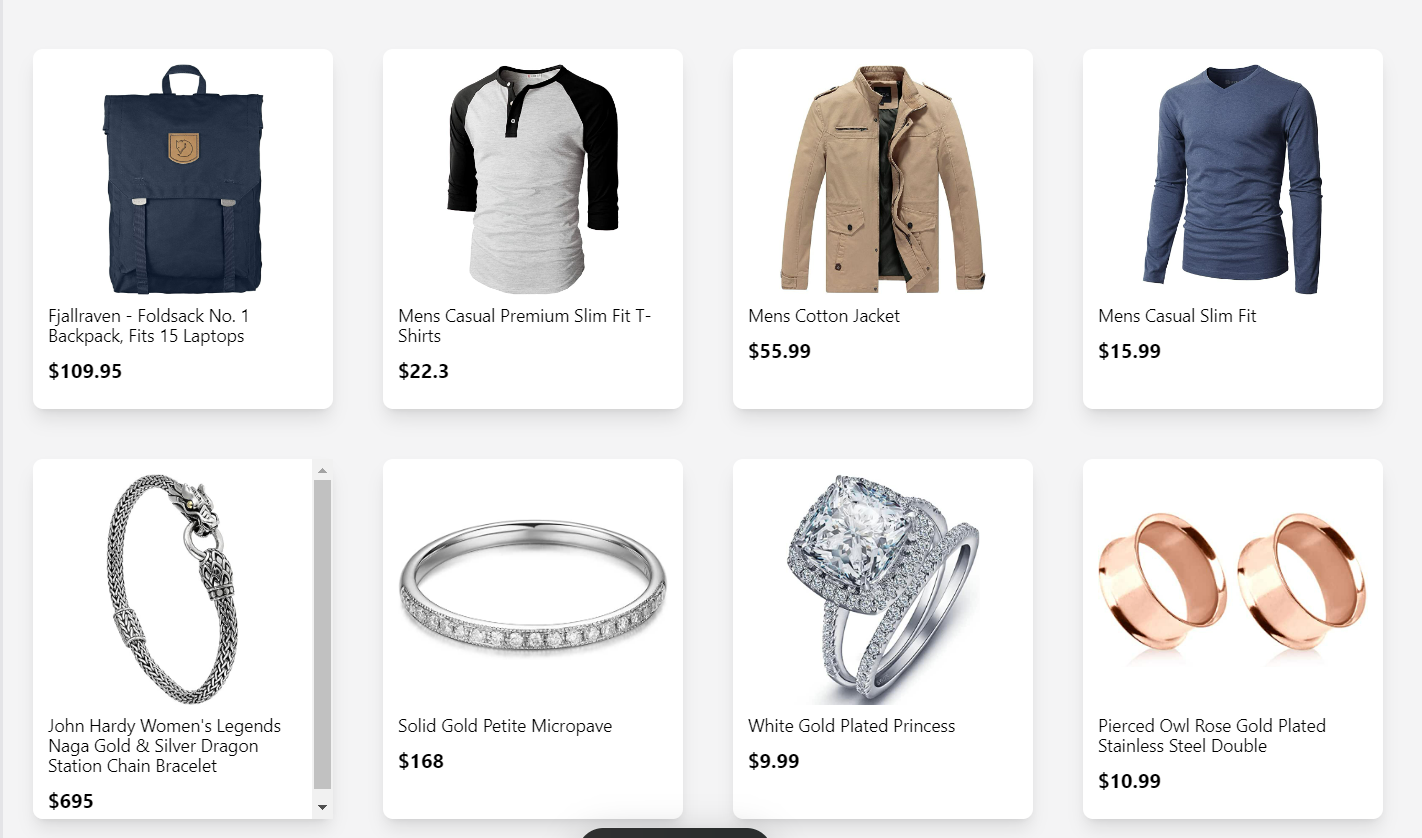 Fjallraven - Foldsack No. 1
Backpack, Fits 15 Laptops
$109.95
Mens Casual Premium Slim Fit T-
Shirts
$22.3
Mens Cotton Jacket
$55.99
Mens Casual Slim Fit
$15.99
John Hardy Women's Legends
Naga Gold & Silver Dragon
Station Chain Bracelet
$695
Solid Gold Petite Micropave
$168
White Gold Plated Princess
$9.99
Pierced Owl Rose Gold Plated
Stainless Steel Double
$10.99